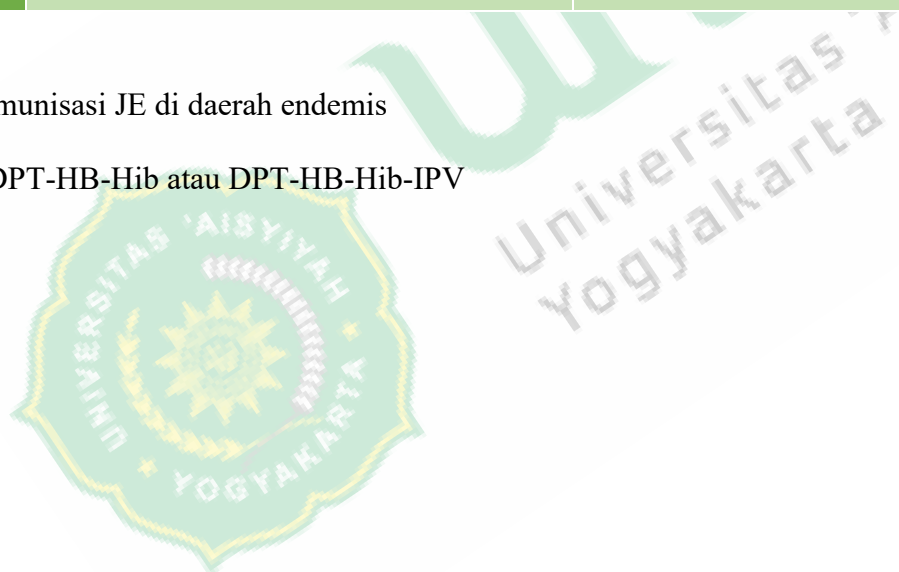 munisasi JE di daerah endemis
DPT-HB-Hib atau DPT-HB-Hib-IPV
Universitas
Yogyakarta
UNIVERSITAS 'AISYIYAH
YOGYAKARTA